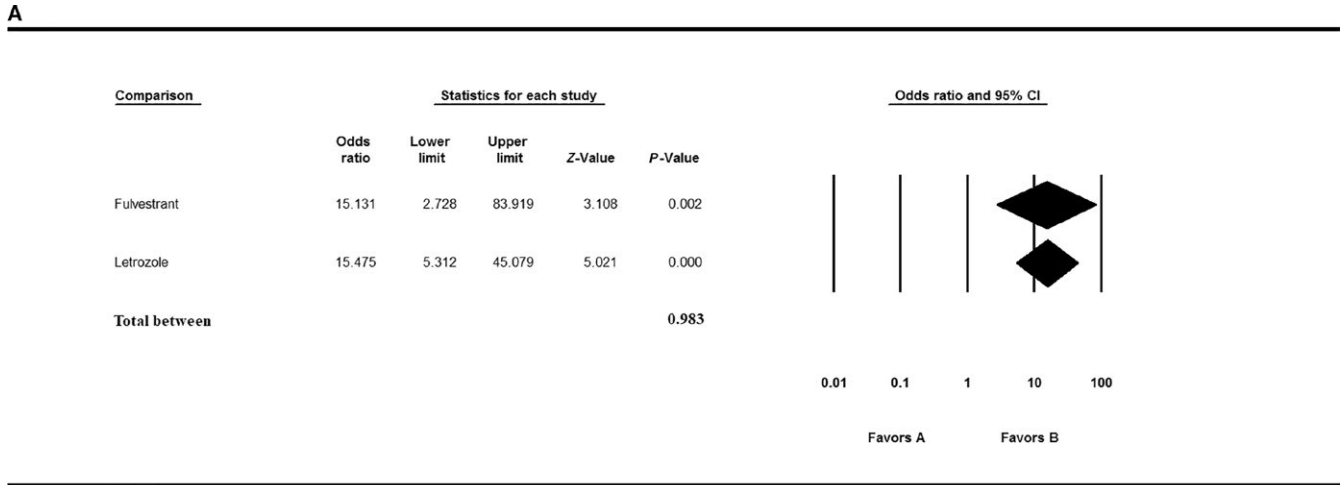 A
Comparison Statistics for each study Odds ratio and 95% CI
Odds ratio Lower limit Upper limit Z-Value P-Value
Fulvestrant 15.131 2.728 83.919 3.108 0.002
Letrozole 15.475 5.312 45.079 5.021 0.000
Total between 0.983
0.01 0.1 1 10 100
Favors A Favors B